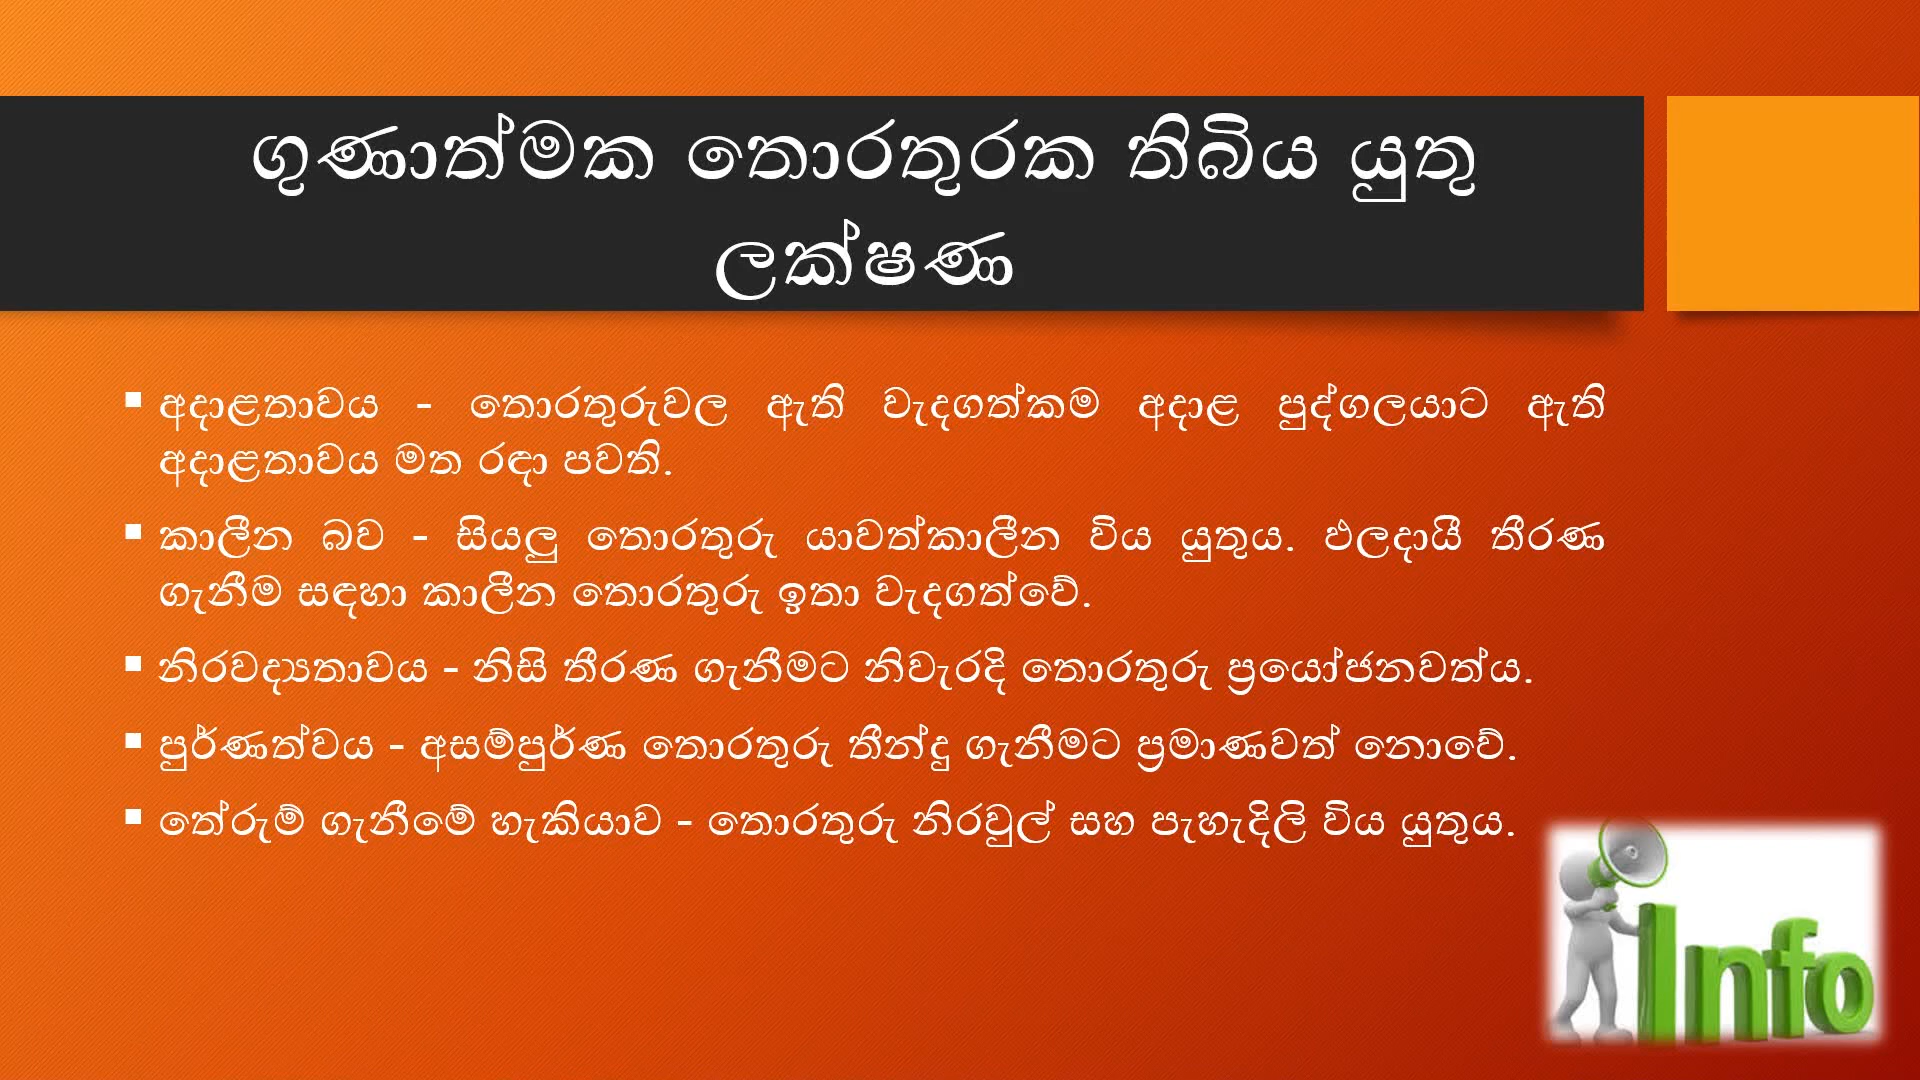 ගුණාත්මක තොරතුරක තිබිය යුතු
ලක්ෂණ
▪ අදාළතාවය - තොරතුරුවල ඇති වැදගත්කම අදාළ පුද්ගලයාට ඇති
අදාළතාවය මත රඳා පවති.
▪ කාලීන බව - සියලු තොරතුරු යාවත්කාලීන විය යුතුය. ඵලදායී තීරණ
ගැනීම සඳහා කාලීන තොරතුරු ඉතා වැදගත්වේ.
▪ නිරවද්‍යතාවය - නිසි තීරණ ගැනීමට නිවැරදි තොරතුරු ප්‍රයෝජනවත්ය.
▪ පුර්ණත්වය - අසම්පුර්ණ තොරතුරු තීන්දු ගැනීමට ප්‍රමාණවත් නොවේ.
▪ තේරුම් ගැනීමේ හැකියාව - තොරතුරු නිරවුල් සහ පැහැදිලි විය යුතුය.
Info